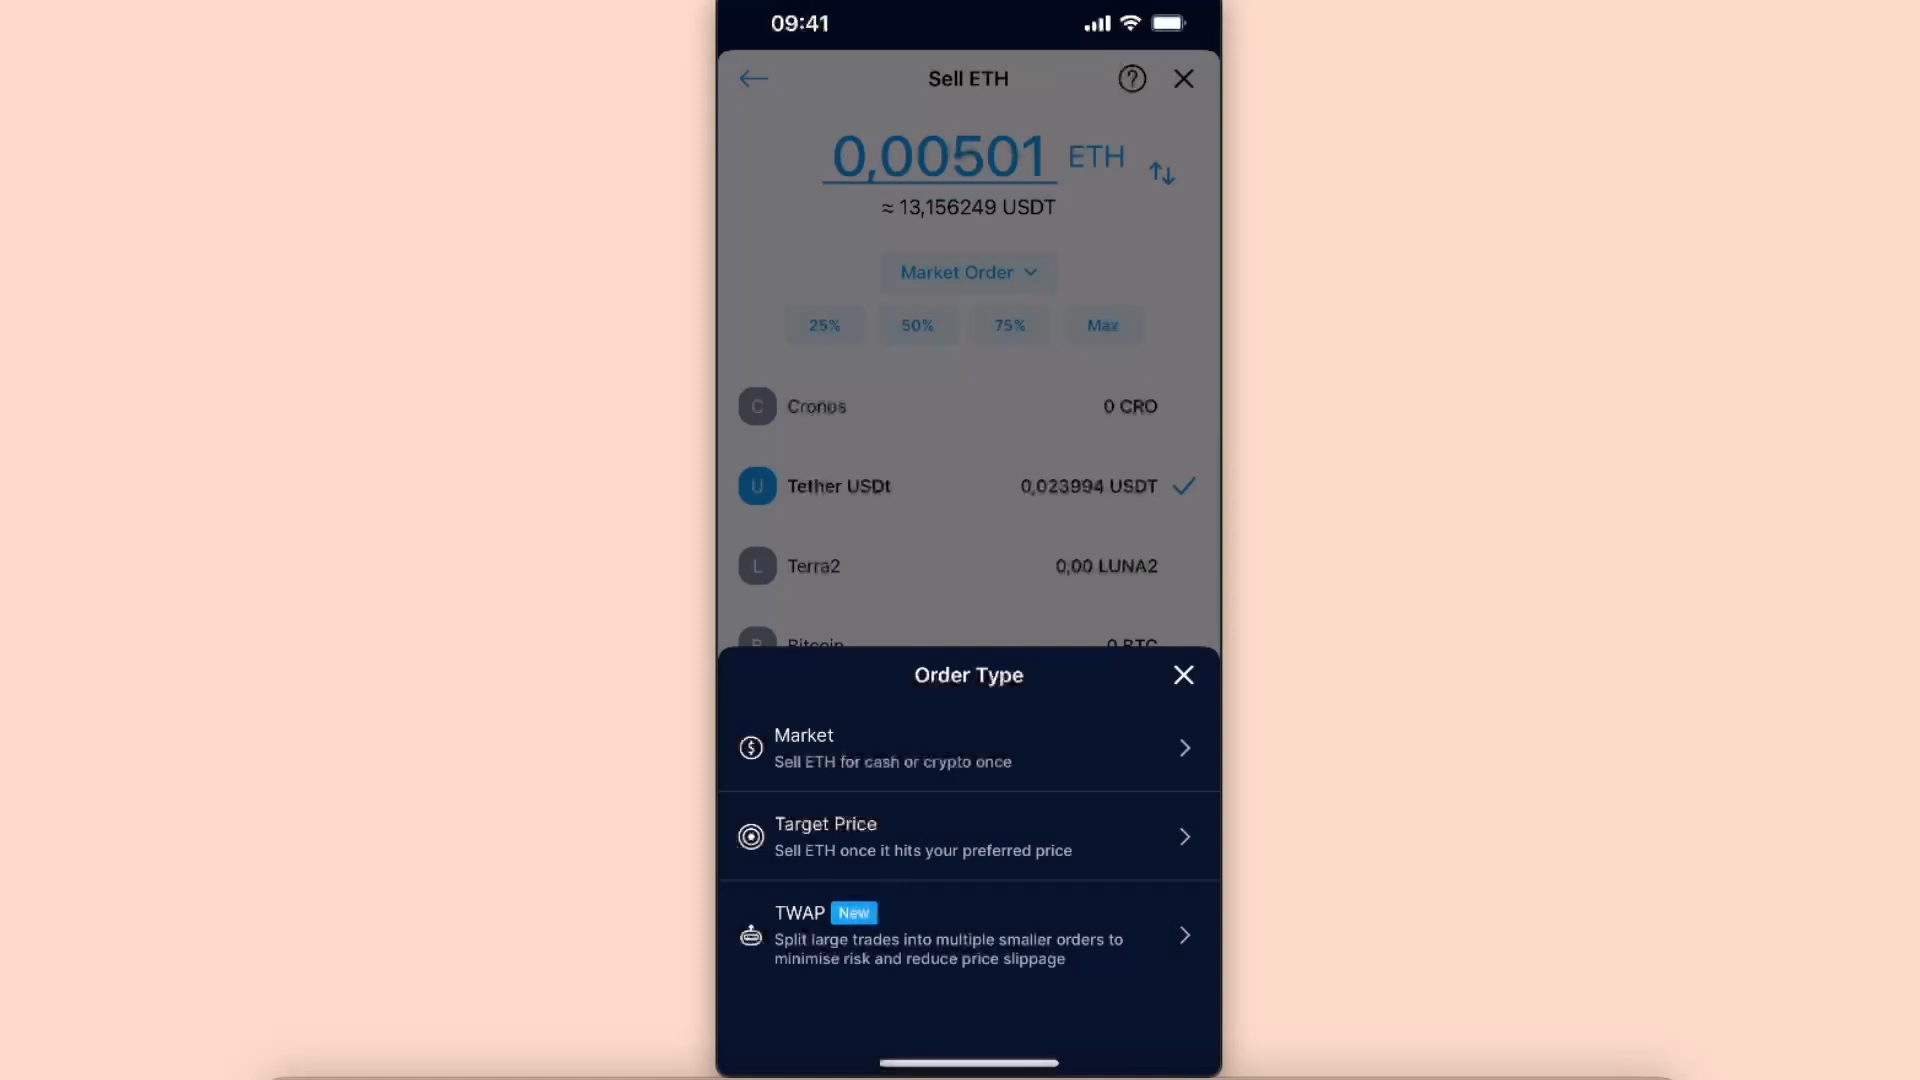 09:41
Sell ETH
0,00501 ETH
≈ 13,156249 USDT
Market Order
25% 50% 75% Max
C Cronos 0 CRO
U Tether USDt 0,023994 USDT
L Terra2 0,00 LUNA2
B Bitcoin 0 BTC
Order Type
Market
Sell ETH for cash or crypto once
Target Price
Sell ETH once it hits your preferred price
TWAP New
Split large trades into multiple smaller orders to
minimise risk and reduce price slippage